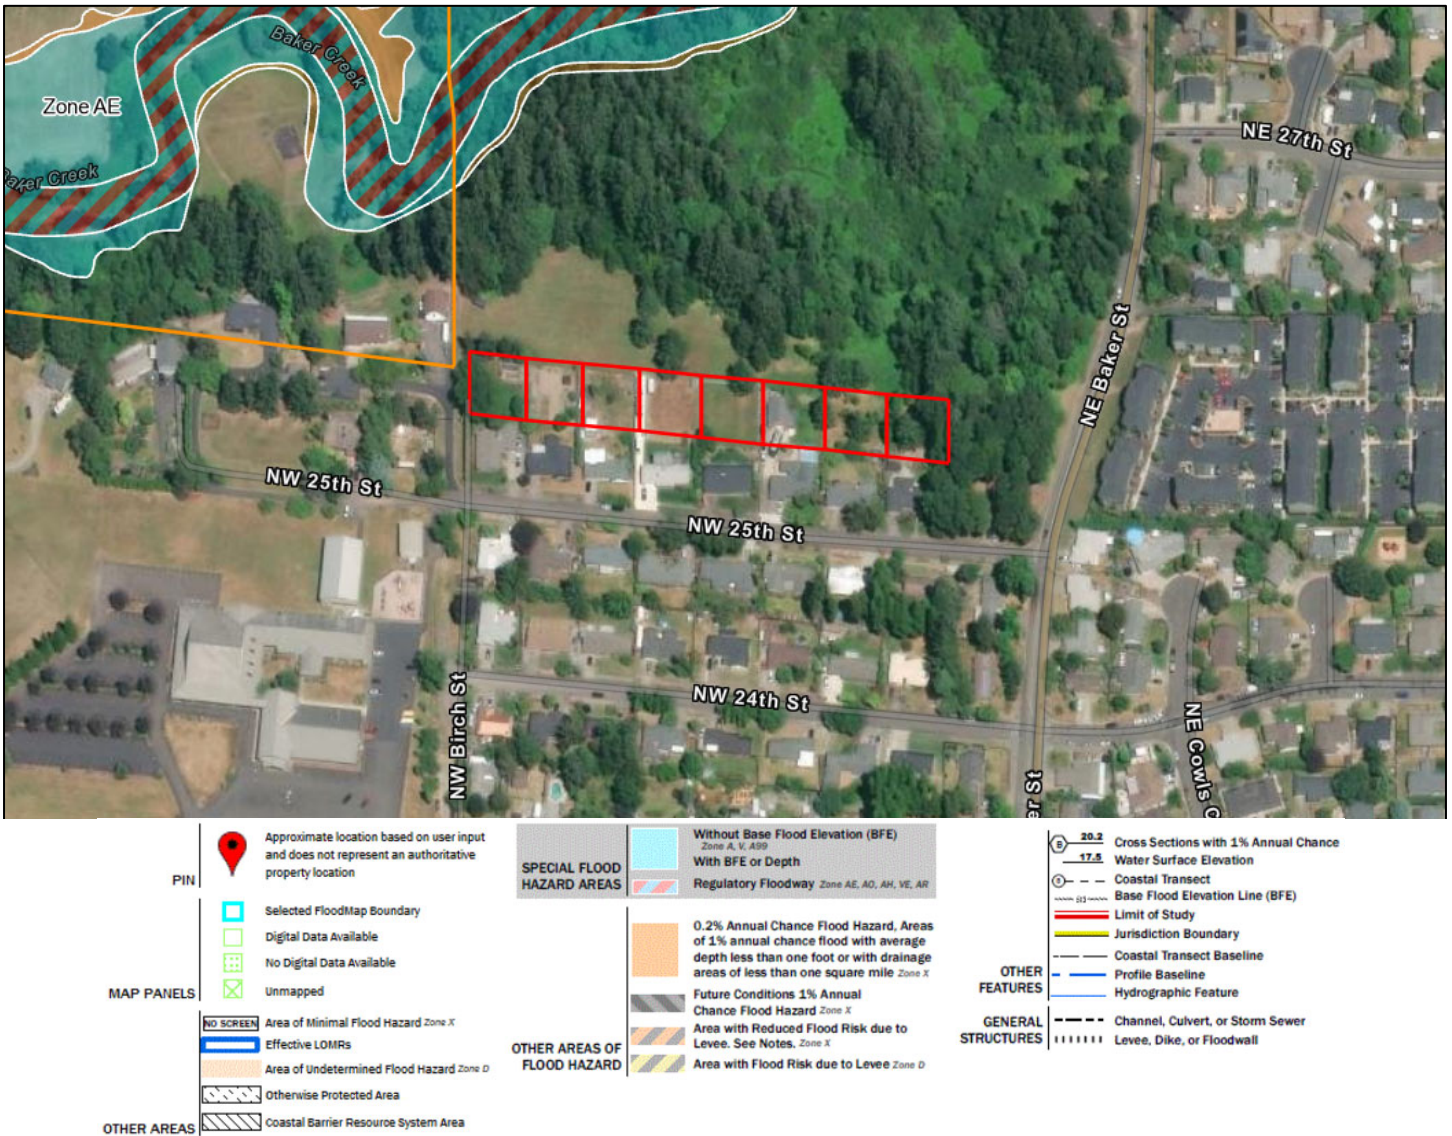 Baker Creek
Zone AE
Baker Creek
NE 27th St
NE Baker St
NW 25th St
NW 25th St
NW 24th St
NW Birch St
NE Cowls C
er St
PIN
Approximate location based on user input
and does not represent an authoritative
property location
MAP PANELS
Selected FloodMap Boundary
Digital Data Available
No Digital Data Available
Unmapped
OTHER AREAS
NO SCREEN Area of Minimal Flood Hazard Zone X
Effective LOMRs
Area of Undetermined Flood Hazard Zone D
Otherwise Protected Area
Coastal Barrier Resource System Area
SPECIAL FLOOD
HAZARD AREAS
Without Base Flood Elevation (BFE)
Zone A, V, A99
With BFE or Depth
Regulatory Floodway Zone AE, AO, AH, VE, AR
OTHER AREAS OF
FLOOD HAZARD
0.2% Annual Chance Flood Hazard, Areas
of 1% annual chance flood with average
depth less than one foot or with drainage
areas of less than one square mile Zone X
Future Conditions 1% Annual
Chance Flood Hazard Zone X
Area with Reduced Flood Risk due to
Levee. See Notes. Zone X
Area with Flood Risk due to Levee Zone D
OTHER
FEATURES
B 20.2 Cross Sections with 1% Annual Chance
17.5 Water Surface Elevation
8 Coastal Transect
513 Base Flood Elevation Line (BFE)
Limit of Study
Jurisdiction Boundary
Coastal Transect Baseline
Profile Baseline
Hydrographic Feature
GENERAL
STRUCTURES
Channel, Culvert, or Storm Sewer
Levee, Dike, or Floodwall